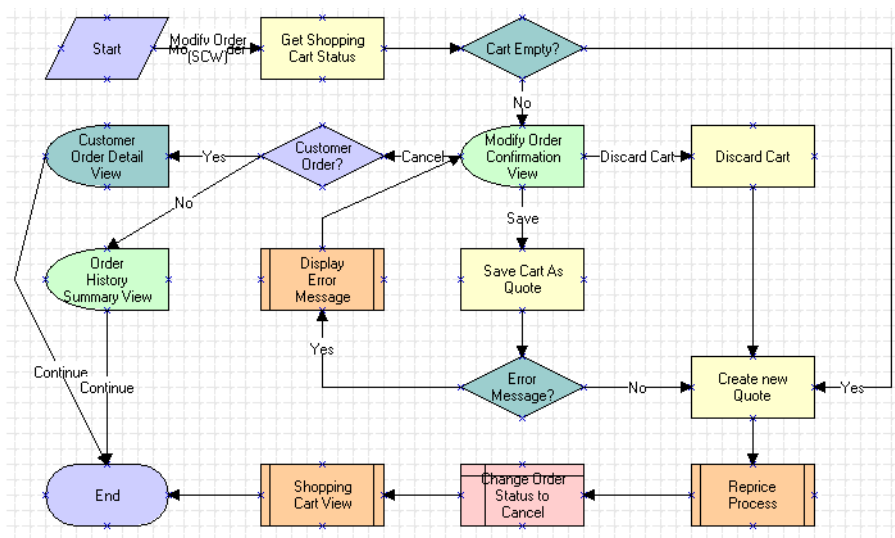 Start
Modify Order
(SCW)
Get Shopping
Cart Status
Cart Empty?
No
Customer
Order Detail
View
Yes
Customer
Order?
Cancel
Modify Order
Confirmation
View
Discard Cart
Discard Cart
No
Save
Order
History
Summary View
Display
Error
Message
Save Cart As
Quote
Yes
Continue
Continue
Error
Message?
No
Create new
Quote
Yes
End
Shopping
Cart View
Change Order
Status to
Cancel
Reprice
Process